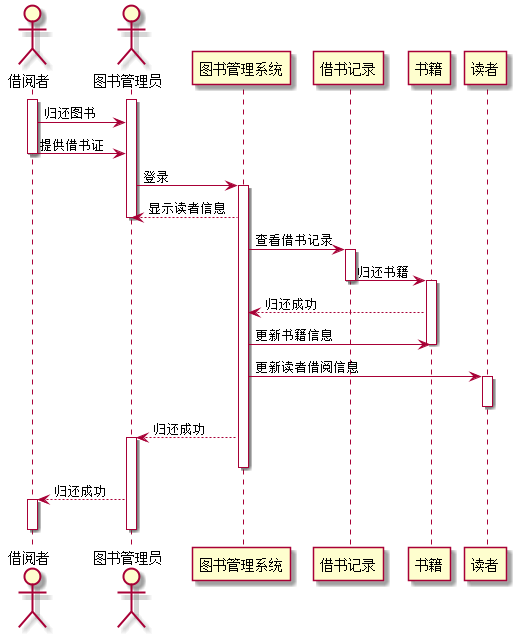 借阅者
图书管理员
图书管理系统
借书记录
书籍
读者
归还图书
提供借书证
登录
显示读者信息
查看借书记录
归还书籍
归还成功
更新书籍信息
更新读者借阅信息
归还成功
归还成功
借阅者
图书管理员
图书管理系统
借书记录
书籍
读者